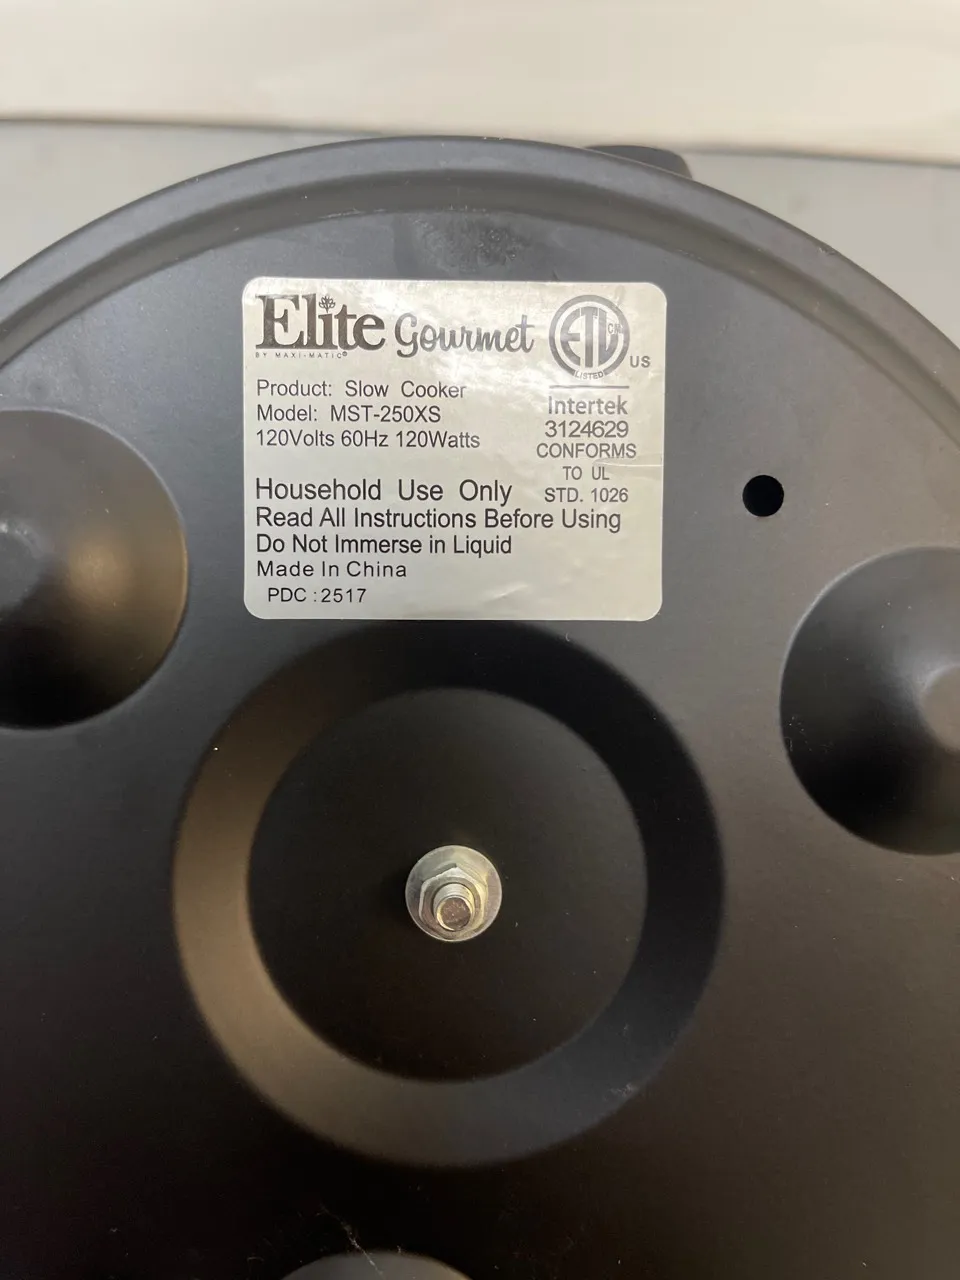 Elite Gourmet
BY MAXI-MATIC®
ETL
CM
US
LISTED
Product: Slow Cooker
Model: MST-250XS
120Volts 60Hz 120Watts
Intertek
3124629
CONFORMS
TO UL
STD. 1026
Household Use Only
Read All Instructions Before Using
Do Not Immerse in Liquid
Made In China
PDC : 2517